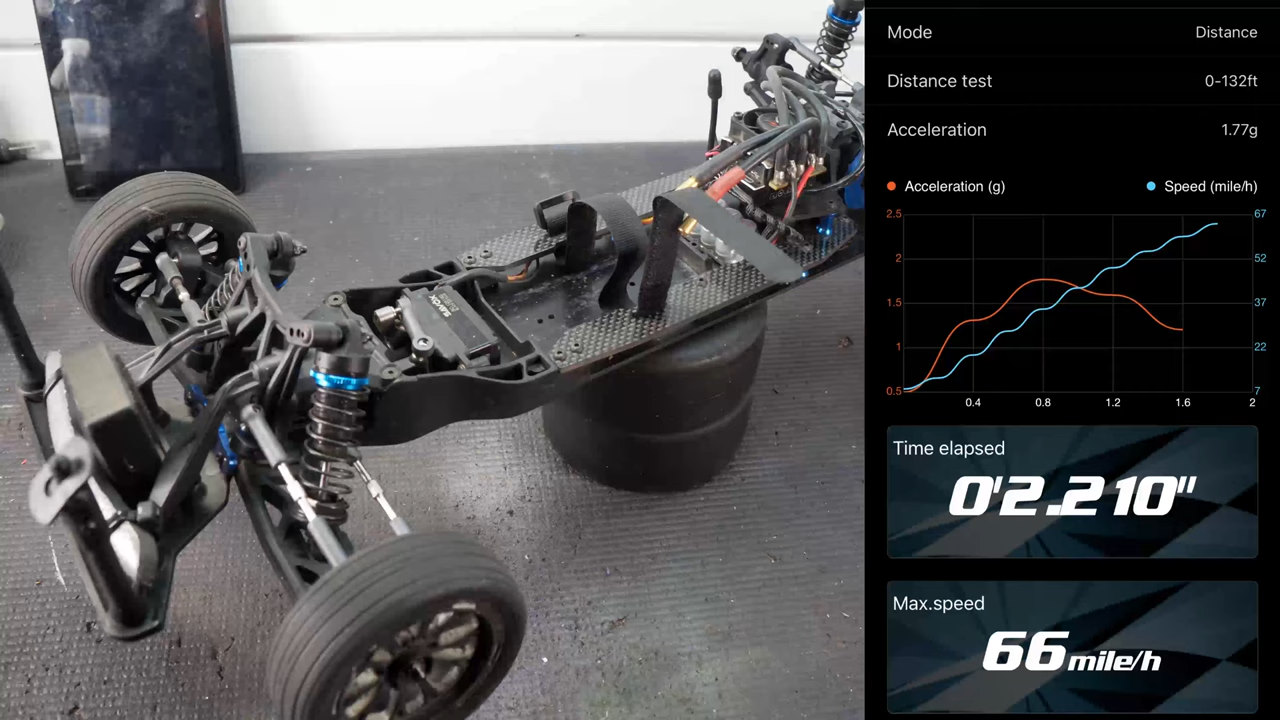 Mode Distance
Distance test 0-132ft
Acceleration 1.77g
Acceleration (g) Speed (mile/h)
2.5 67
2 52
1.5 37
1 22
0.5 7
0.4 0.8 1.2 1.6 2
Time elapsed
0'2.210"
Max.speed
66 mile/h